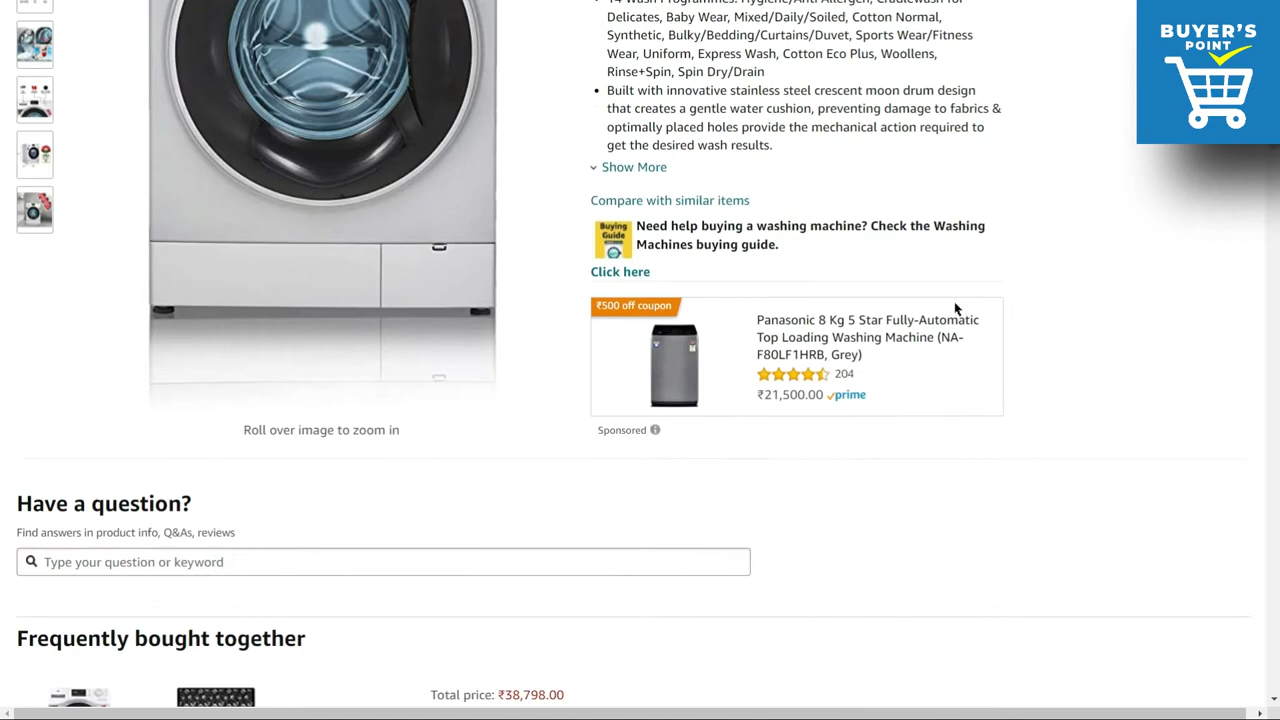 Delicates, Baby Wear, Mixed/Daily/Soiled, Cotton Normal,
Synthetic, Bulky/Bedding/Curtains/Duvet, Sports Wear/Fitness
Wear, Uniform, Express Wash, Cotton Eco Plus, Woollens,
Rinse+Spin, Spin Dry/Drain
• Built with innovative stainless steel crescent moon drum design
that creates a gentle water cushion, preventing damage to fabrics &
optimally placed holes provide the mechanical action required to
get the desired wash results.
Show More
Compare with similar items
Buying
Guide
Need help buying a washing machine? Check the Washing
Machines buying guide.
Click here
₹500 off coupon
Panasonic 8 Kg 5 Star Fully-Automatic
Top Loading Washing Machine (NA-
F80LF1HRB, Grey)
204
₹21,500.00 prime
Sponsored
Roll over image to zoom in
Have a question?
Find answers in product info, Q&As, reviews
Type your question or keyword
Frequently bought together
Total price: ₹38,798.00
BUYER'S
POINT